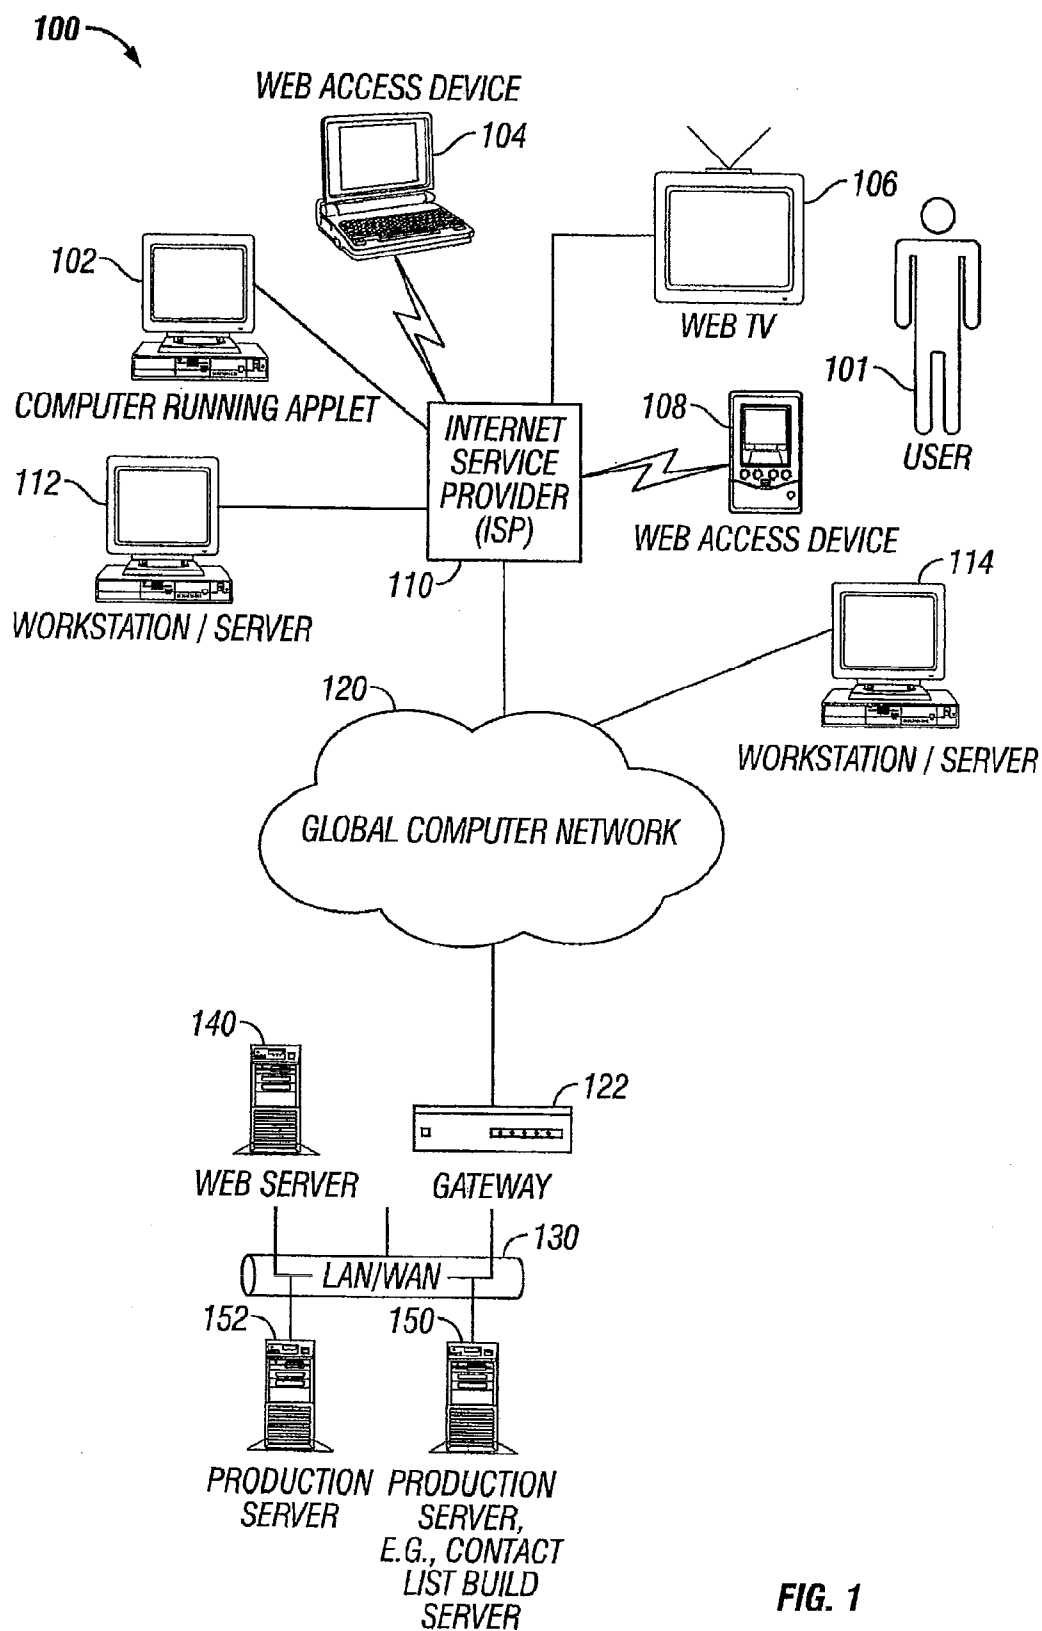 100
WEB ACCESS DEVICE
104
106
102
WEB TV
101
COMPUTER RUNNING APPLET
108
USER
INTERNET
SERVICE
PROVIDER
(ISP)
112
WEB ACCESS DEVICE
110
114
WORKSTATION / SERVER
120
WORKSTATION / SERVER
GLOBAL COMPUTER NETWORK
140
122
WEB SERVER
GATEWAY
130
LAN/WAN
152
150
PRODUCTION
SERVER
PRODUCTION
SERVER,
E.G., CONTACT
LIST BUILD
SERVER
FIG. 1